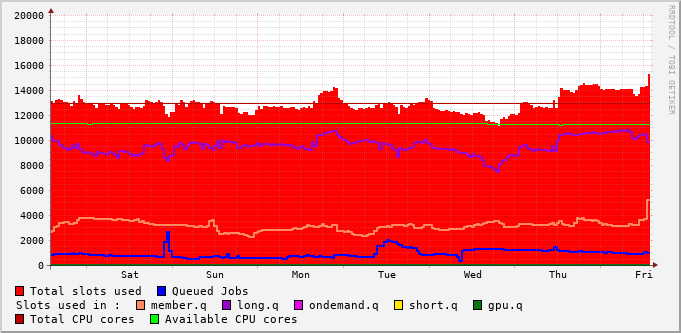 20000
18000
16000
14000
12000
10000
8000
6000
4000
2000
0
Sat Sun Mon Tue Wed Thu Fri
RRDTOOL / TOBI OETIKER
Total slots used Queued Jobs
Slots used in : member.q long.q ondemand.q short.q gpu.q
Total CPU cores Available CPU cores